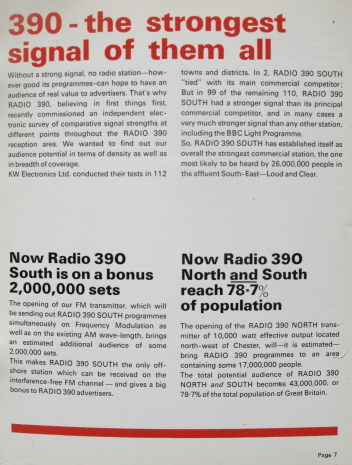 390 - the strongest
signal of them all
Without a strong signal, no radio station—how-
ever good its programmes–can hope to have an
audience of real value to advertisers. That's why
RADIO 390, believing in first things first,
recently commissioned an independent elec-
tronic survey of comparative signal strengths at
different points throughout the RADIO 390
reception area. We wanted to find out our
audience potential in terms of density as well as
in breadth of coverage.
KW Electronics Ltd. conducted their tests in 112
towns and districts. In 2, RADIO 390 SOUTH
"tied" with its main commercial competitor;
But in 99 of the remaining 110, RADIO 390
SOUTH had a stronger signal than its principal
commercial competitor, and in many cases a
very much stronger signal than any other station,
including the BBC Light Programme.
So, RADIO 390 SOUTH has established itself as
overall the strongest commercial station, the one
most likely to be heard by 26,000,000 people in
the affluent South-East—Loud and Clear.
Now Radio 390
South is on a bonus
2,000,000 sets
The opening of our FM transmitter, which will
be sending out RADIO 390 SOUTH programmes
simultaneously on Frequency Modulation as
well as on the existing AM wave-length, brings
an estimated additional audience of some
2,000,000 sets.
This makes RADIO 390 SOUTH the only off-
shore station which can be received on the
interference-free FM channel — and gives a big
bonus to RADIO 390 advertisers.
Now Radio 390
North and South
reach 78·7%
of population
The opening of the RADIO 390 NORTH trans-
mitter of 10,000 watt effective output located
north-west of Chester, will—it is estimated—
bring RADIO 390 programmes to an area
containing some 17,000,000 people.
The total potential audience of RADIO 390
NORTH and SOUTH becomes 43,000,000, or
78·7% of the total population of Great Britain.
Page 7